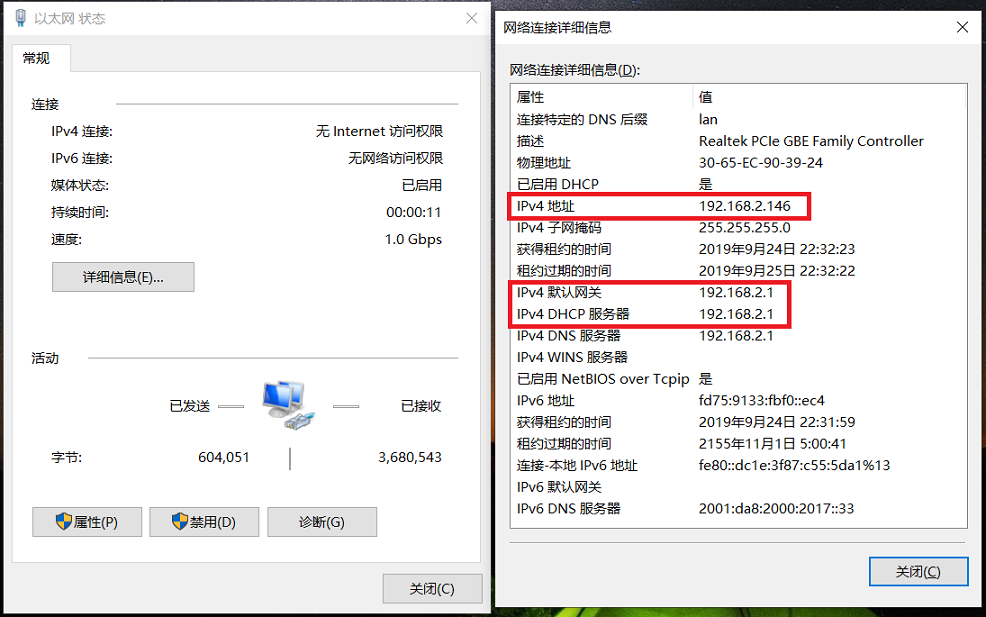 以太网 状态
常规
连接
IPv4 连接: 无 Internet 访问权限
IPv6 连接: 无网络访问权限
媒体状态: 已启用
持续时间: 00:00:11
速度: 1.0 Gbps
详细信息(E)...
活动
已发送 已接收
字节: 604,051 3,680,543
属性(P) 禁用(D) 诊断(G)
关闭(C)
网络连接详细信息
网络连接详细信息(D):
属性 值
连接特定的 DNS 后缀 lan
描述 Realtek PCIe GBE Family Controller
物理地址 30-65-EC-90-39-24
已启用 DHCP 是
IPv4 地址 192.168.2.146
IPv4 子网掩码 255.255.255.0
获得租约的时间 2019年9月24日 22:32:23
租约过期的时间 2019年9月25日 22:32:22
IPv4 默认网关 192.168.2.1
IPv4 DHCP 服务器 192.168.2.1
IPv4 DNS 服务器 192.168.2.1
IPv4 WINS 服务器
已启用 NetBIOS over Tcpip 是
IPv6 地址 fd75:9133:fbf0::ec4
获得租约的时间 2019年9月24日 22:31:59
租约过期的时间 2155年11月1日 5:00:41
连接-本地 IPv6 地址 fe80::dc1e:3f87:c55:5da1%13
IPv6 默认网关
IPv6 DNS 服务器 2001:da8:2000:2017::33
关闭(C)